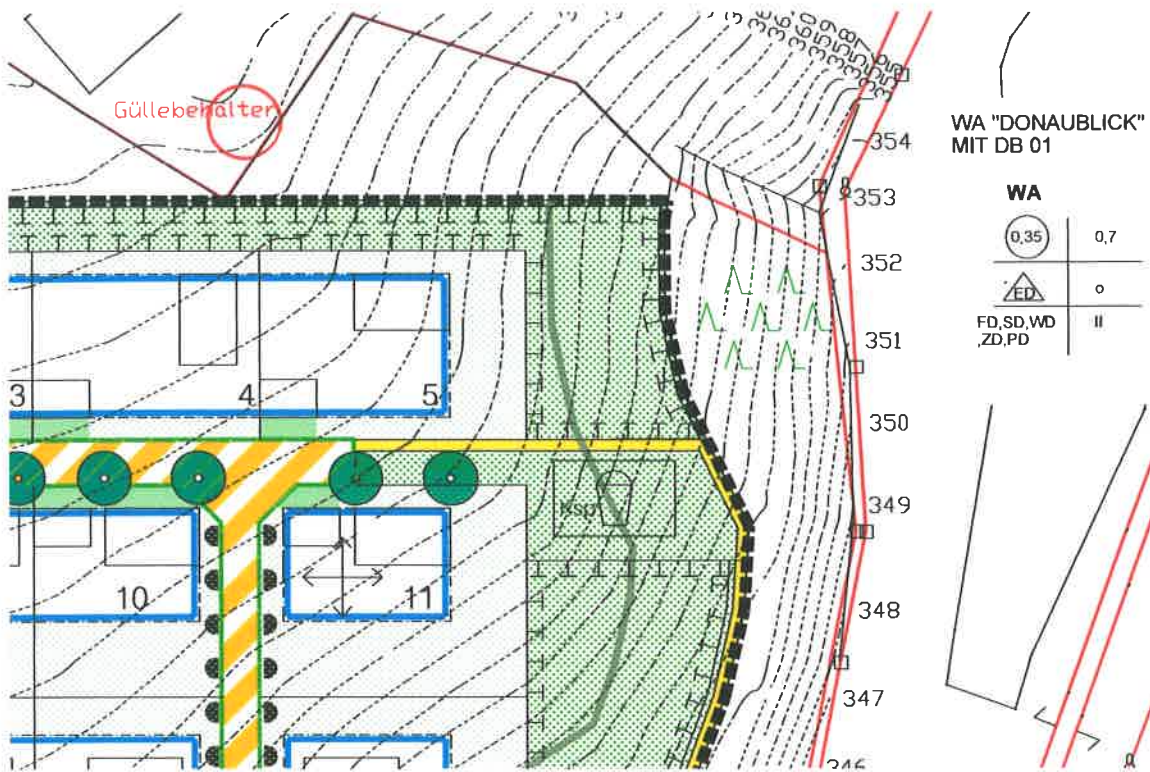 Güllebehälter
354
353
352
351
350
349
348
347
346
3
4
5
10
11
Ksp
WA "DONAUBLICK"
MIT DB 01
WA
0,35
0,7
ED
o
FD,SD,WD
,ZD,PD
II